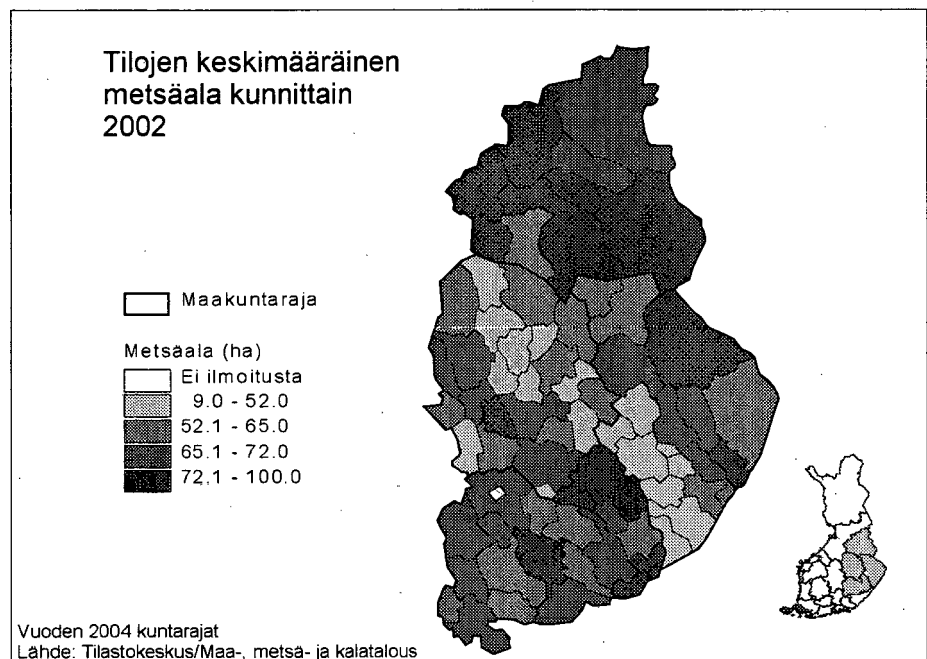 Tilojen keskimääräinen
metsäala kunnittain
2002
Maakuntaraja
Metsäala (ha)
Ei ilmoitusta
9.0 - 52.0
52.1 - 65.0
65.1 - 72.0
72.1 - 100.0
Vuoden 2004 kuntarajat
Lähde: Tilastokeskus/Maa-, metsä- ja kalatalous